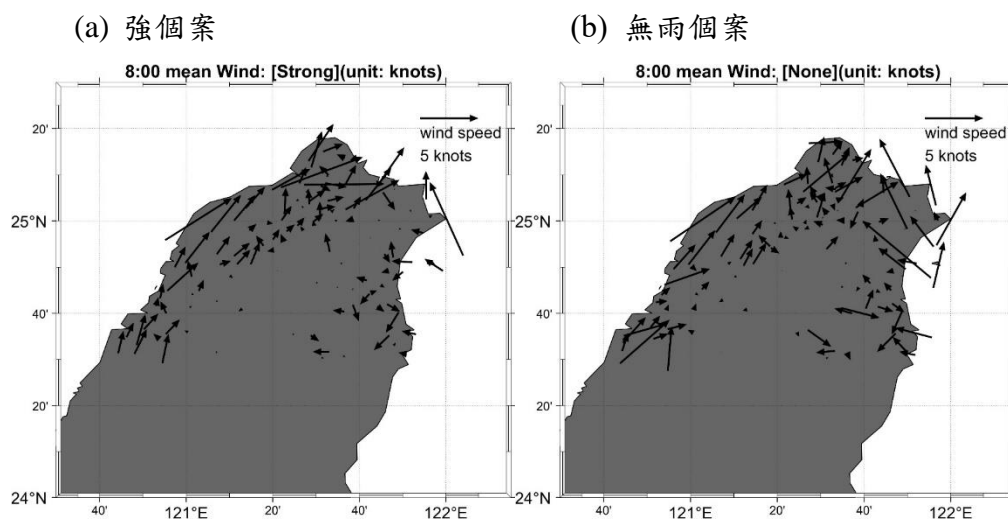 (a) 強個案
8:00 mean Wind: [Strong](unit: knots)
wind speed
5 knots
20'
25°N
40'
20'
24°N
40'
121°E
20'
40'
122°E
(b) 無雨個案
8:00 mean Wind: [None](unit: knots)
wind speed
5 knots
20'
25°N
40'
20'
24°N
40'
121°E
20'
40'
122°E